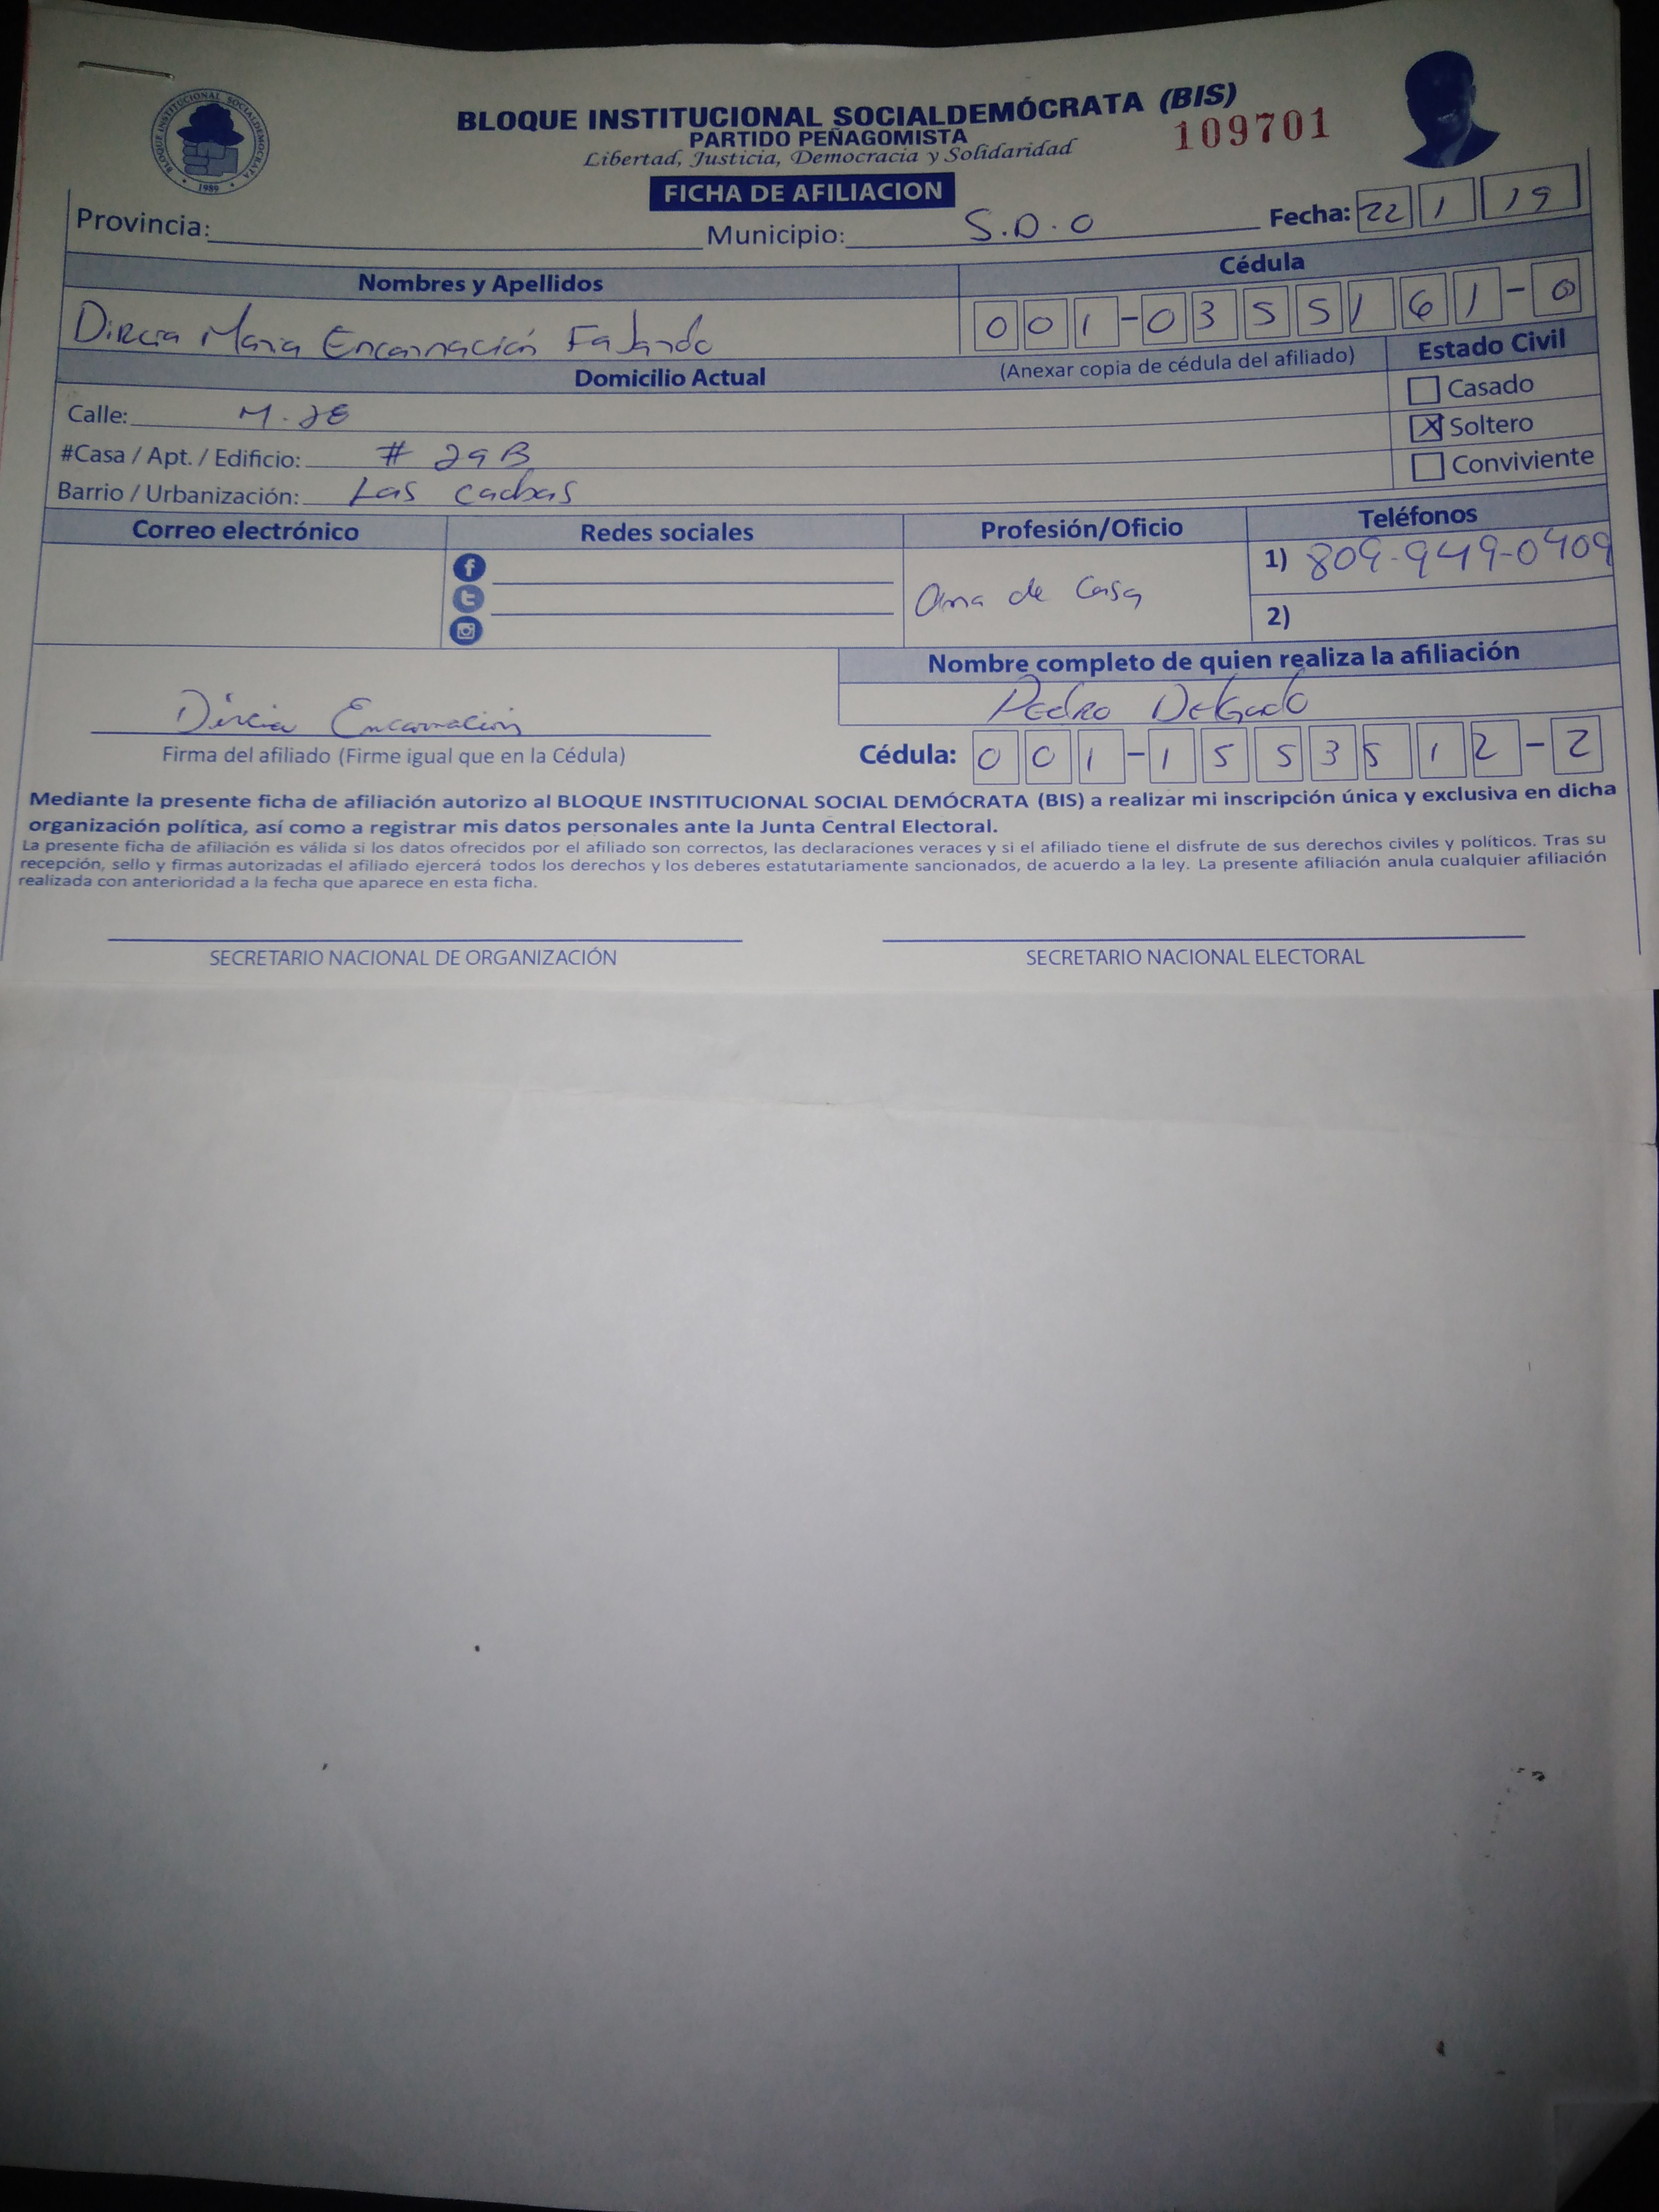 BLOQUE INSTITUCIONAL SOCIALDEMÓCRATA (BIS)
PARTIDO PEÑAGOMISTA
109701
Libertad, Justicia, Democracia y Solidaridad
BLOQUE INSTITUCIONAL SOCIALDEMOCRATA
1989
FICHA DE AFILIACION
Provincia: Municipio: S.D.O Fecha: 22 1 19
Nombres y Apellidos Cédula
Dircia Maria Encarnación Fajardo 001-0355161-0
Domicilio Actual (Anexar copia de cédula del afiliado) Estado Civil
Casado
Calle: M.
X Soltero
#Casa / Apt. / Edificio: # 29B
Conviviente
Barrio / Urbanización: Las
Correo electrónico Redes sociales Profesión/Oficio Teléfonos
1) 809-949-0409
Ama de Casa
2)
Nombre completo de quien realiza la afiliación
Pedro Delgado
Dircia Encarnación
Firma del afiliado (Firme igual que en la Cédula) Cédula: 001-1553512-2
Mediante la presente ficha de afiliación autorizo al BLOQUE INSTITUCIONAL SOCIAL DEMÓCRATA (BIS) a realizar mi inscripción única y exclusiva en dicha
organización política, así como a registrar mis datos personales ante la Junta Central Electoral.
La presente ficha de afiliación es válida si los datos ofrecidos por el afiliado son correctos, las declaraciones veraces y si el afiliado tiene el disfrute de sus derechos civiles y políticos. Tras su
recepción, sello y firmas autorizadas el afiliado ejercerá todos los derechos y los deberes estatutariamente sancionados, de acuerdo a la ley. La presente afiliación anula cualquier afiliación
realizada con anterioridad a la fecha que aparece en esta ficha.
SECRETARIO NACIONAL DE ORGANIZACIÓN SECRETARIO NACIONAL ELECTORAL